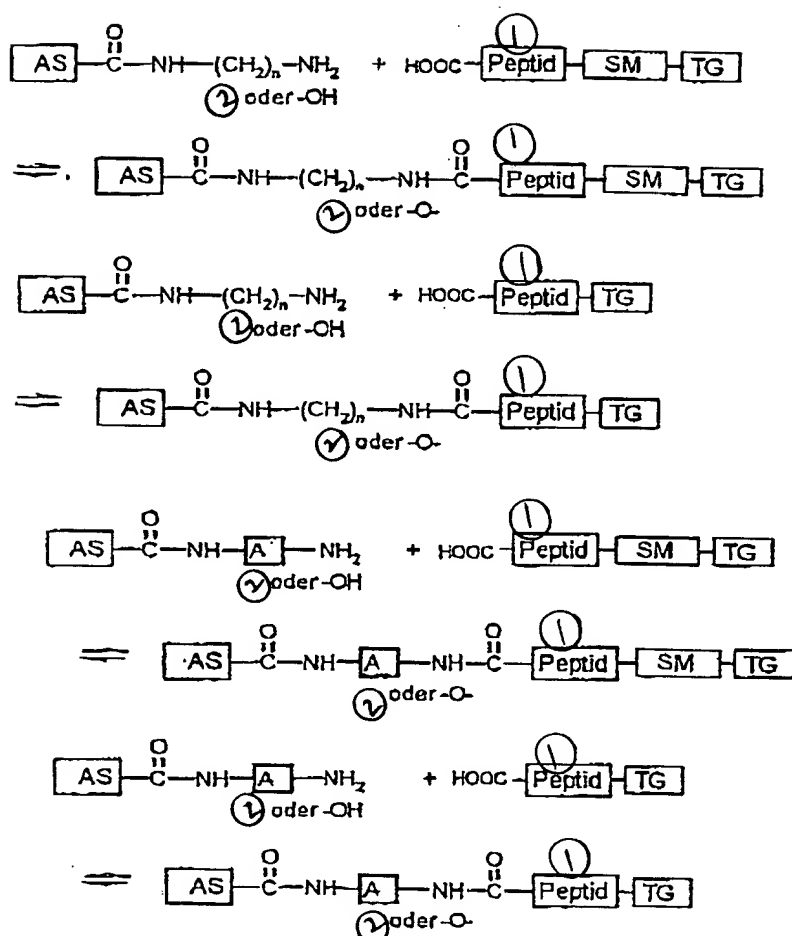 AS—C(=O)—NH—(CH₂)ₙ—NH₂ + HOOC—Peptid—SM—TG
① ② oder -OH
⇌. AS—C(=O)—NH—(CH₂)ₙ—NH—C(=O)—Peptid—SM—TG
① ② oder -O-
AS—C(=O)—NH—(CH₂)ₙ—NH₂ + HOOC—Peptid—TG
① ② oder -OH
⇌ AS—C(=O)—NH—(CH₂)ₙ—NH—C(=O)—Peptid—TG
① ② oder -O-
AS—C(=O)—NH—A—NH₂ + HOOC—Peptid—SM—TG
① ② oder -OH
⇌ AS—C(=O)—NH—A—NH—C(=O)—Peptid—SM—TG
① ② oder -O-
AS—C(=O)—NH—A—NH₂ + HOOC—Peptid—TG
① ② oder -OH
⇌ AS—C(=O)—NH—A—NH—C(=O)—Peptid—TG
① ② oder -O-